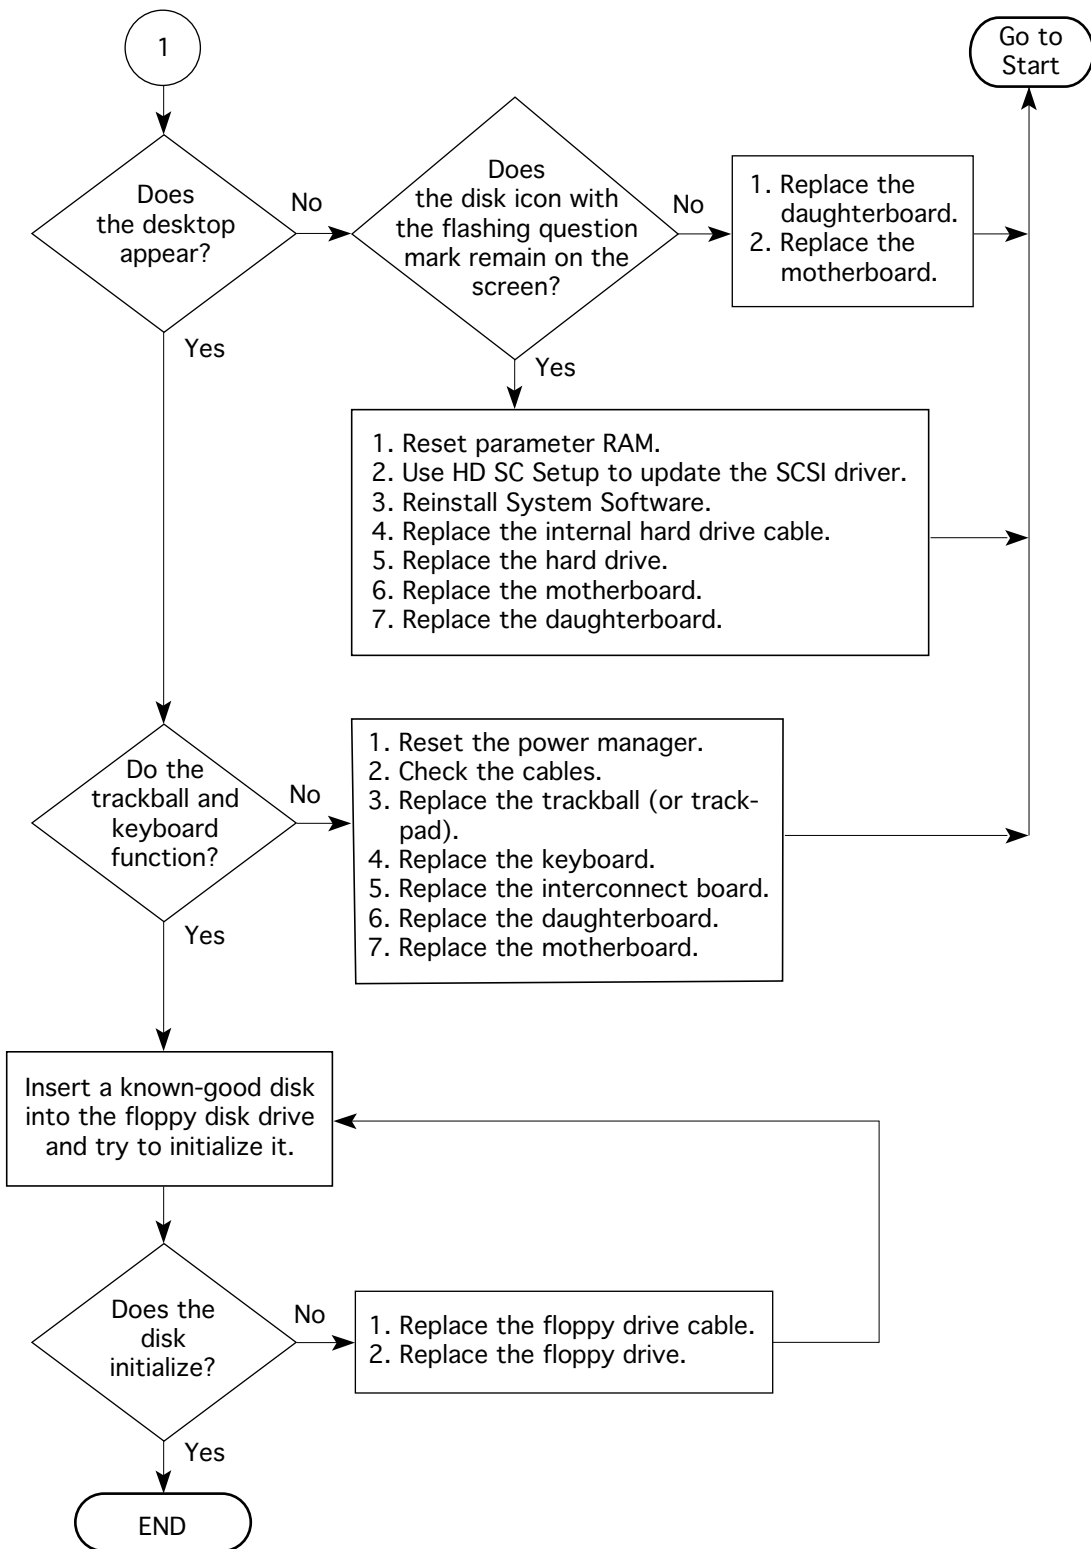 1
Go to
Start
Does
the desktop
appear?
No
Does
the disk icon with
the flashing question
mark remain on the
screen?
No
1. Replace the
daughterboard.
2. Replace the
motherboard.
Yes
Yes
1. Reset parameter RAM.
2. Use HD SC Setup to update the SCSI driver.
3. Reinstall System Software.
4. Replace the internal hard drive cable.
5. Replace the hard drive.
6. Replace the motherboard.
7. Replace the daughterboard.
Do the
trackball and
keyboard
function?
No
1. Reset the power manager.
2. Check the cables.
3. Replace the trackball (or track-
pad).
4. Replace the keyboard.
5. Replace the interconnect board.
6. Replace the daughterboard.
7. Replace the motherboard.
Yes
Insert a known-good disk
into the floppy disk drive
and try to initialize it.
Does the
disk
initialize?
No
1. Replace the floppy drive cable.
2. Replace the floppy drive.
Yes
END